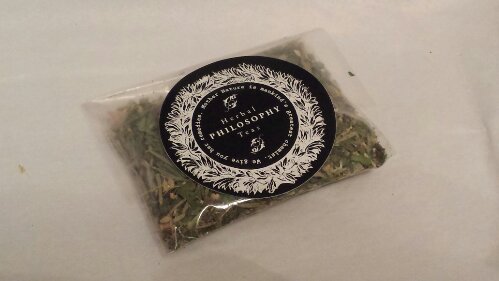 Herbal
PHILOSOPHY
Teas
Mother Nature is mankind's greatest chemist. We give you her remedies.